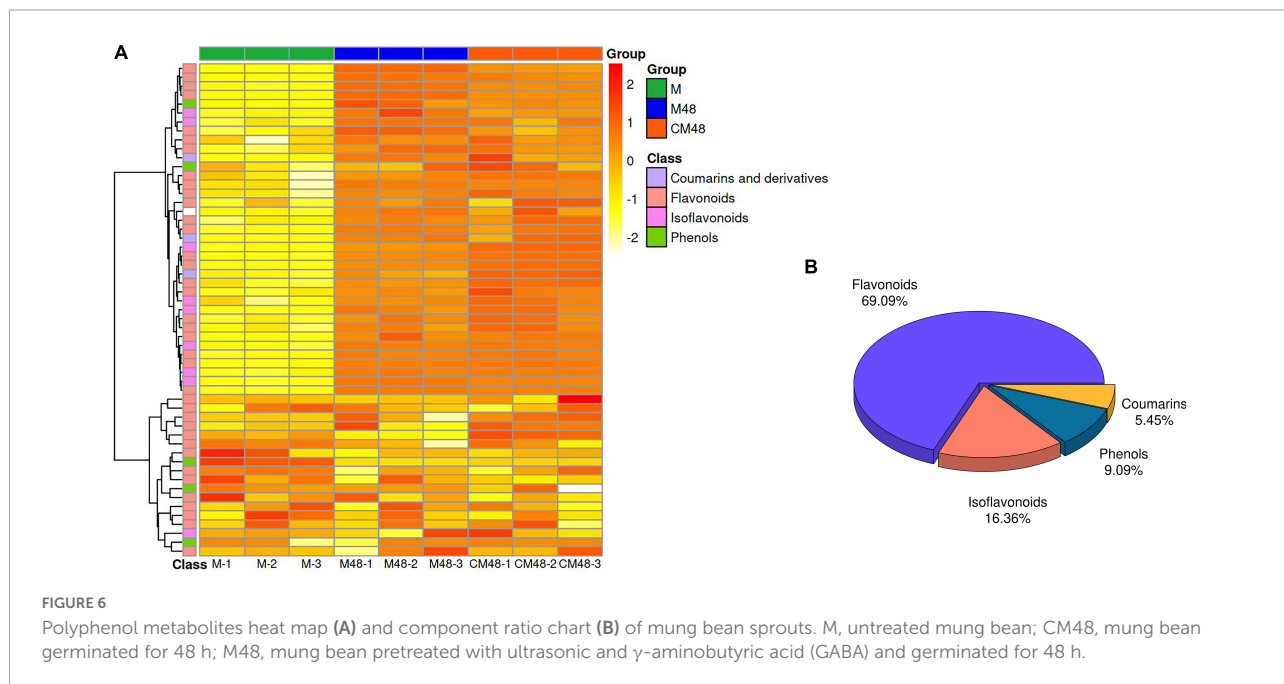 A
Group
2
1
0
-1
-2
Group
M
M48
CM48
Class
Coumarins and derivatives
Flavonoids
Isoflavonoids
Phenols
Class M-1 M-2 M-3 M48-1 M48-2 M48-3 CM48-1 CM48-2 CM48-3
B
Flavonoids
69.09%
Coumarins
5.45%
Phenols
9.09%
Isoflavonoids
16.36%
FIGURE 6
Polyphenol metabolites heat map (A) and component ratio chart (B) of mung bean sprouts. M, untreated mung bean; CM48, mung bean
germinated for 48 h; M48, mung bean pretreated with ultrasonic and γ-aminobutyric acid (GABA) and germinated for 48 h.